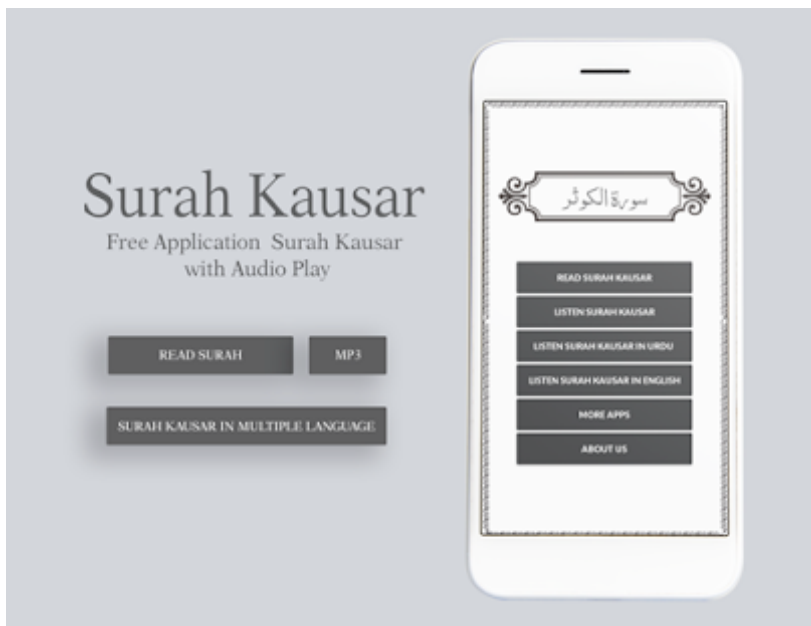 Surah Kausar
Free Application Surah Kausar
with Audio Play
READ SURAH
MP3
SURAH KAUSAR IN MULTIPLE LANGUAGE
سورة الكوثر
READ SURAH KAUSAR
LISTEN SURAH KAUSAR
LISTEN SURAH KAUSAR IN URDU
LISTEN SURAH KAUSAR IN ENGLISH
MORE APPS
ABOUT US